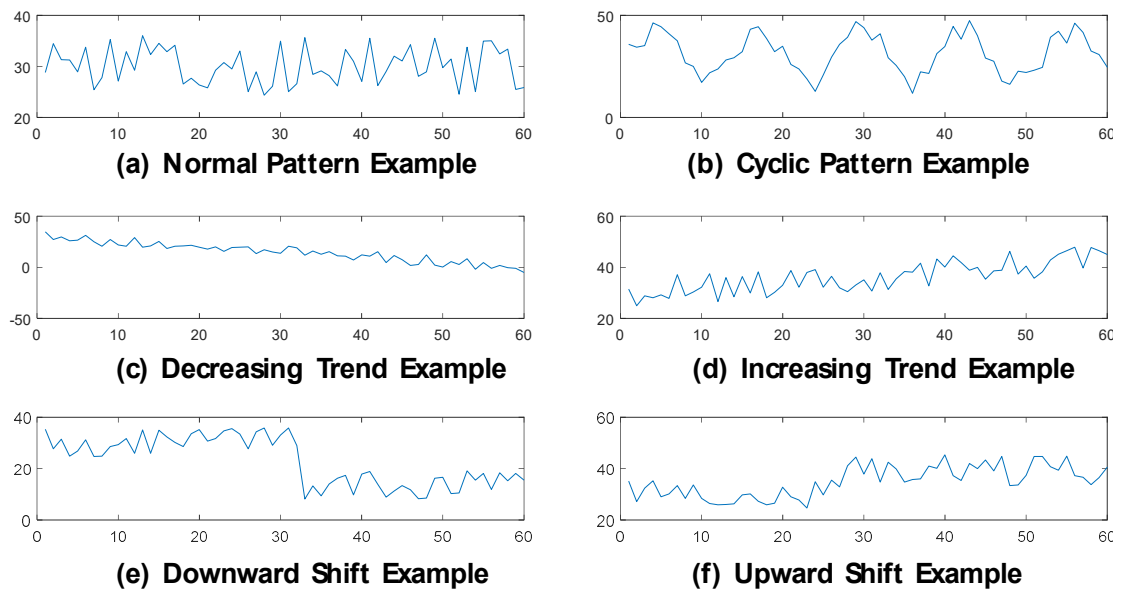 40
30
20
0 10 20 30 40 50 60
(a) Normal Pattern Example
50
0
0 10 20 30 40 50 60
(b) Cyclic Pattern Example
50
0
-50
0 10 20 30 40 50 60
(c) Decreasing Trend Example
60
40
20
0 10 20 30 40 50 60
(d) Increasing Trend Example
40
20
0
0 10 20 30 40 50 60
(e) Downward Shift Example
60
40
20
0 10 20 30 40 50 60
(f) Upward Shift Example